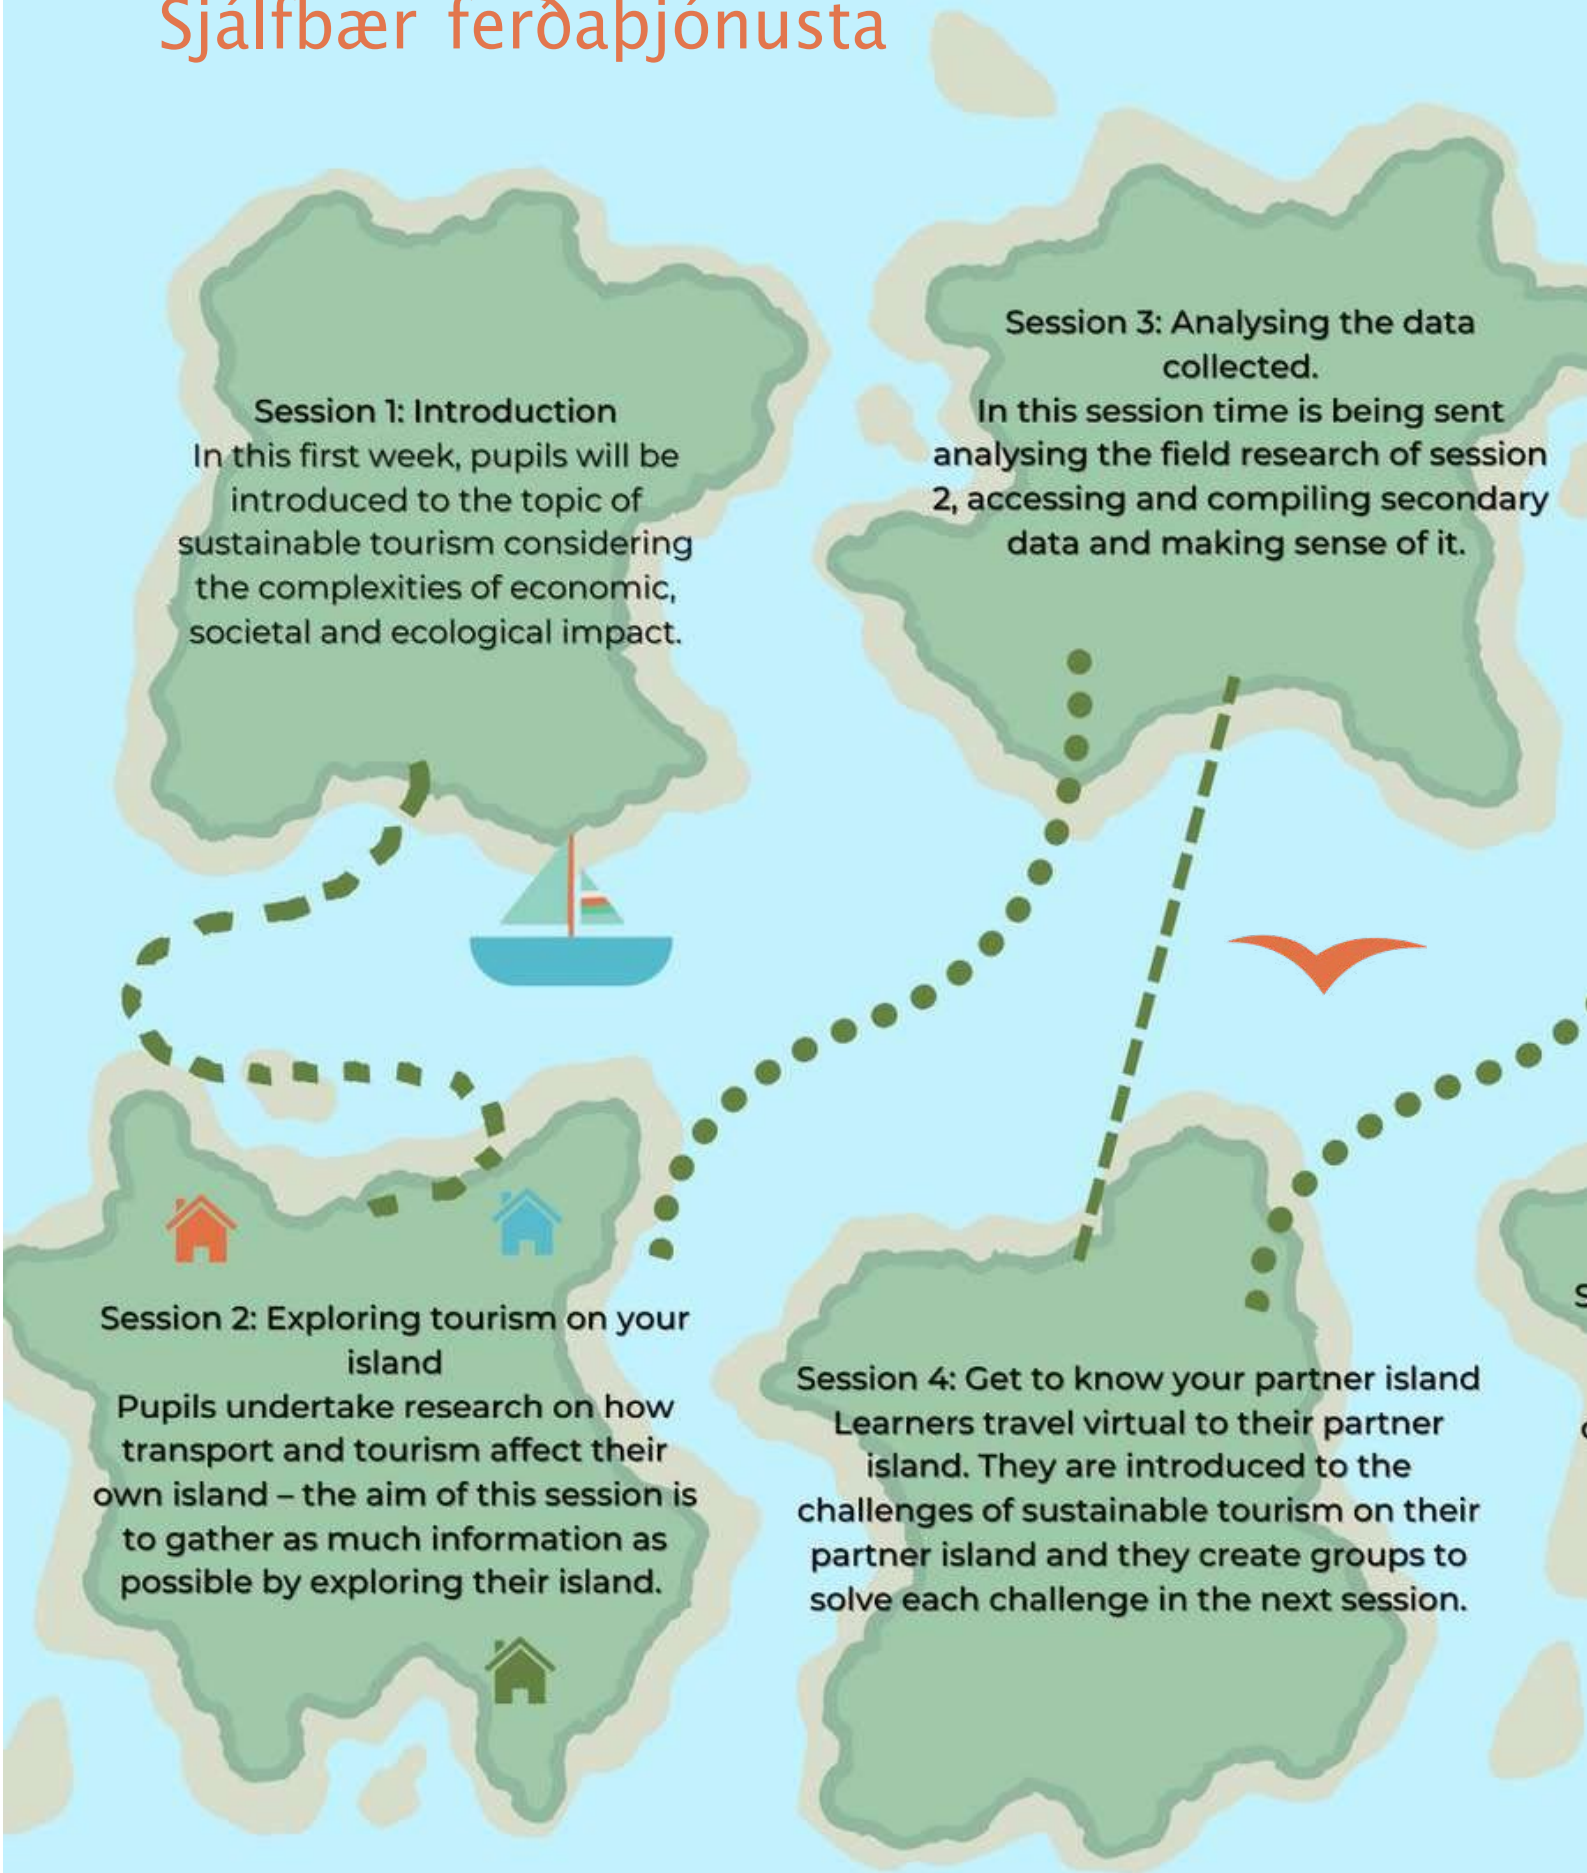 Sjálfbær ferðaþjónusta
Session 1: Introduction
In this first week, pupils will be
introduced to the topic of
sustainable tourism considering
the complexities of economic,
societal and ecological impact.
Session 2: Exploring tourism on your
island
Pupils undertake research on how
transport and tourism affect their
own island – the aim of this session is
to gather as much information as
possible by exploring their island.
Session 3: Analysing the data
collected.
In this session time is being sent
analysing the field research of session
2, accessing and compiling secondary
data and making sense of it.
Session 4: Get to know your partner island
Learners travel virtual to their partner
island. They are introduced to the
challenges of sustainable tourism on their
partner island and they create groups to
solve each challenge in the next session.